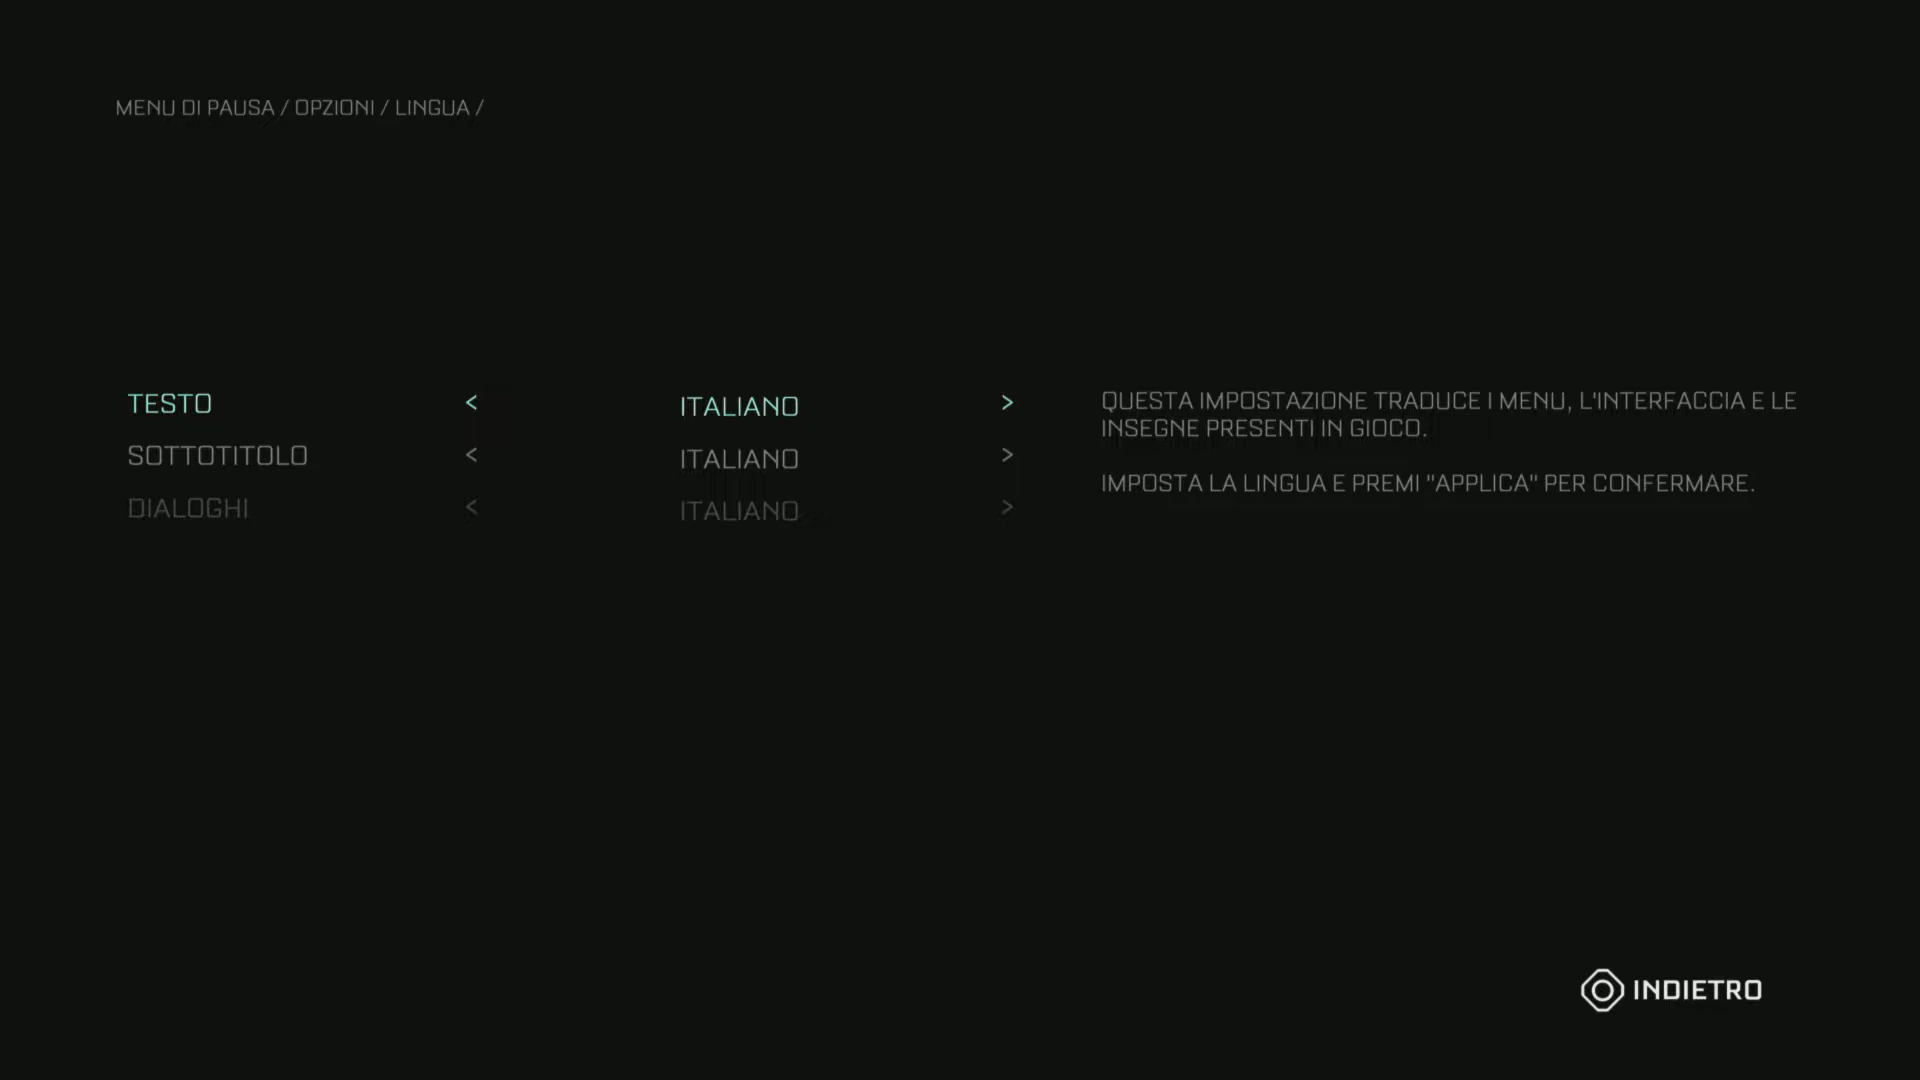 MENU DI PAUSA / OPZIONI / LINGUA /
TESTO < ITALIANO >
SOTTOTITOLO < ITALIANO >
DIALOGHI < ITALIANO >
QUESTA IMPOSTAZIONE TRADUCE I MENU, L'INTERFACCIA E LE
INSEGNE PRESENTI IN GIOCO.
IMPOSTA LA LINGUA E PREMI "APPLICA" PER CONFERMARE.
INDIETRO